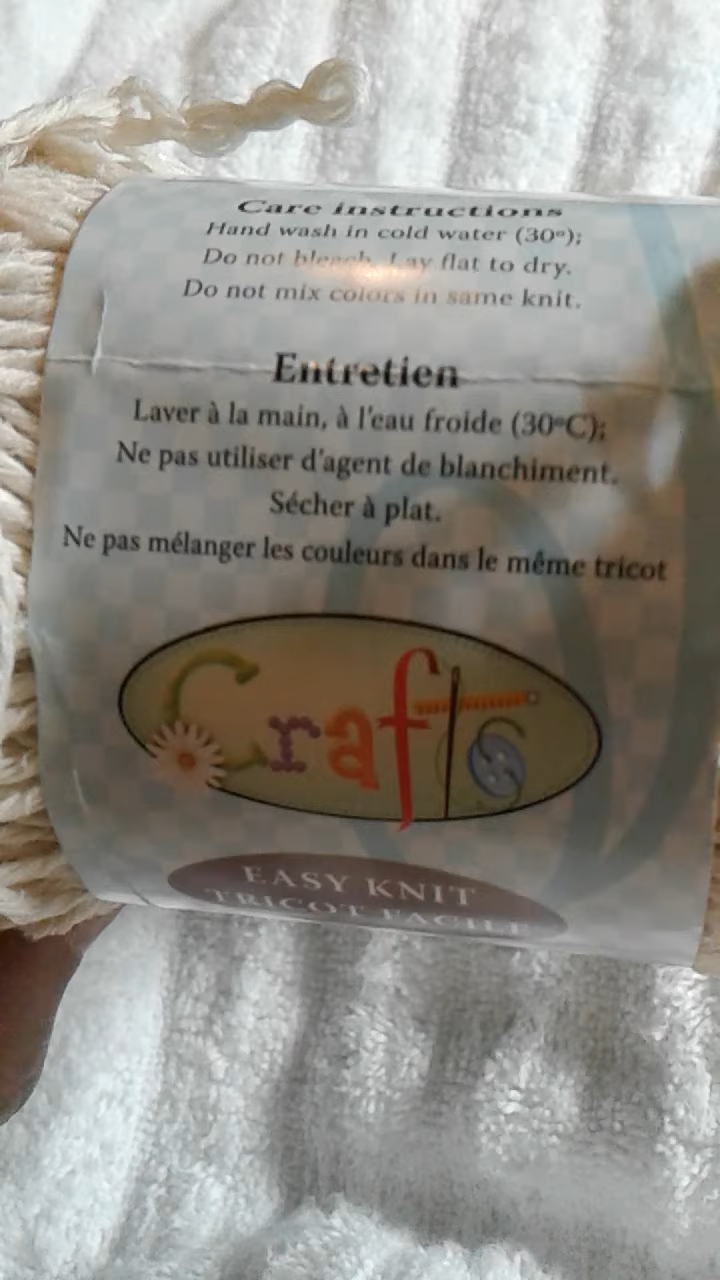 Care instructions
Hand wash in cold water (30º);
Do not bleach. Lay flat to dry.
Do not mix colors in same knit.
Entretien
Laver à la main, à l'eau froide (30ºC);
Ne pas utiliser d'agent de blanchiment.
Sécher à plat.
Ne pas mélanger les couleurs dans le même tricot
Crafts
EASY KNIT
TRICOT FACILE